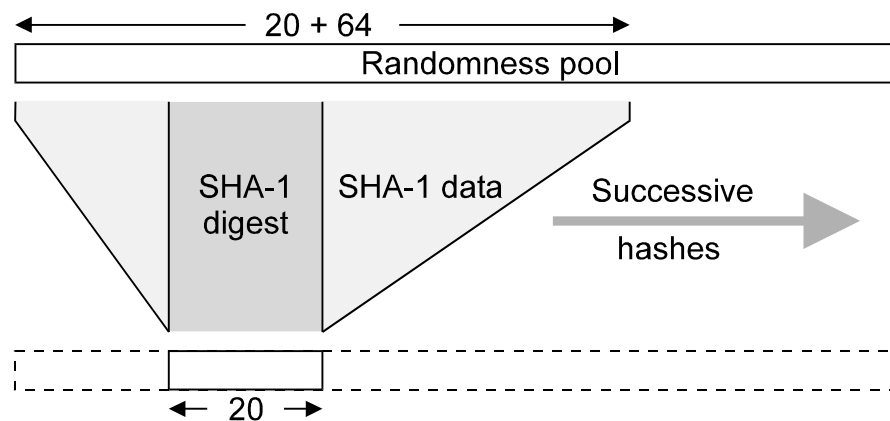 20 + 64
Randomness pool
SHA-1
digest
SHA-1 data
Successive
hashes
20